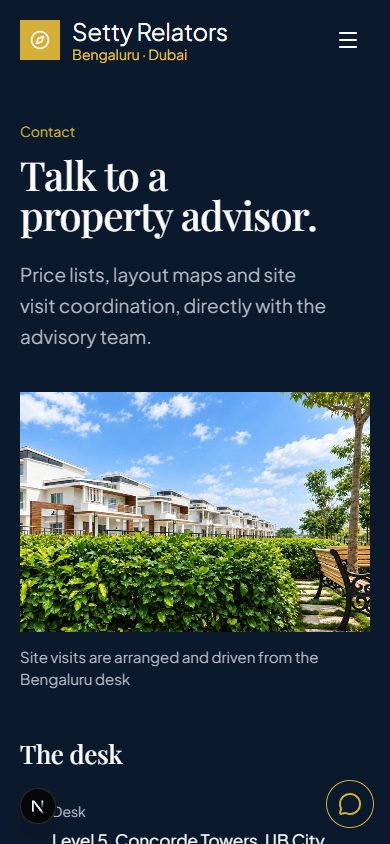 Setty Relators
Bengaluru · Dubai
Contact
Talk to a
property advisor.
Price lists, layout maps and site
visit coordination, directly with the
advisory team.
Site visits are arranged and driven from the
Bengaluru desk
The desk
N
Desk
Level 5, Concorde Towers, UB City,